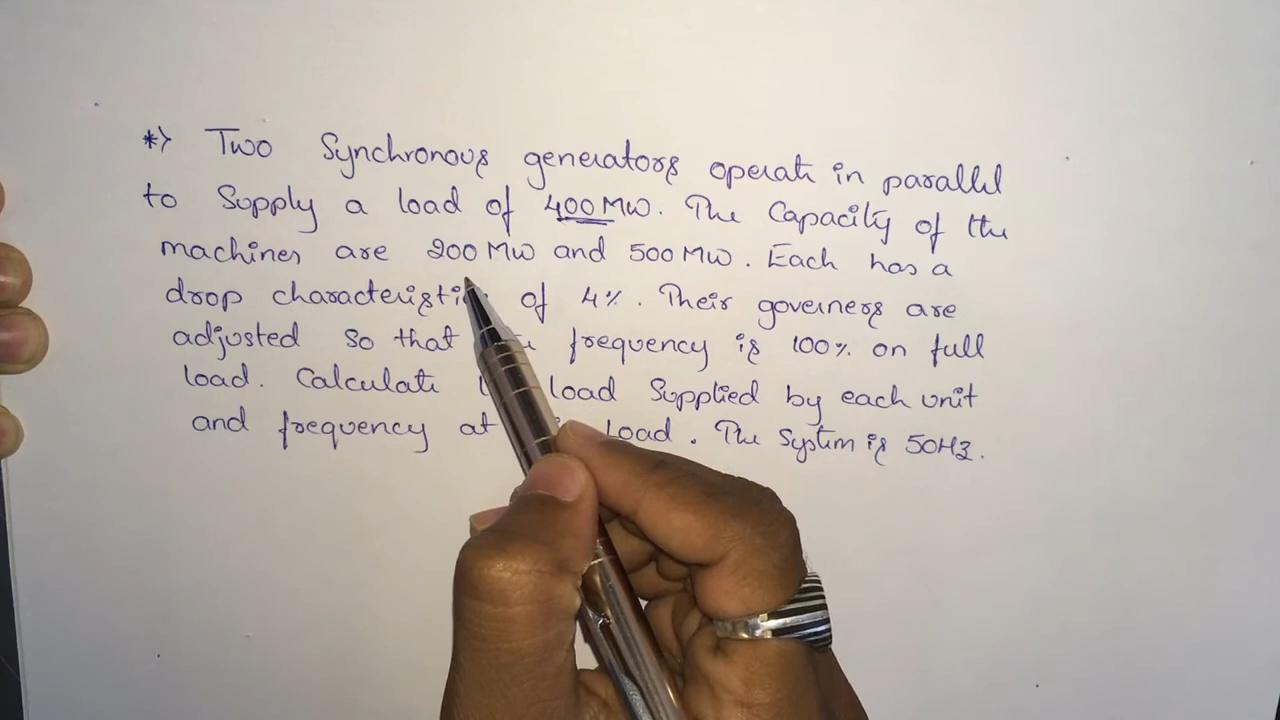 *) Two Synchronous generators operate in parallel
to Supply a load of 400 MW. The Capacity of the
machines are 200 MW and 500 MW. Each has a
drop characteristic of 4%. Their governers are
adjusted so that frequency is 100% on full
load. Calculate load Supplied by each unit
and frequency at load. The System is 50Hz.